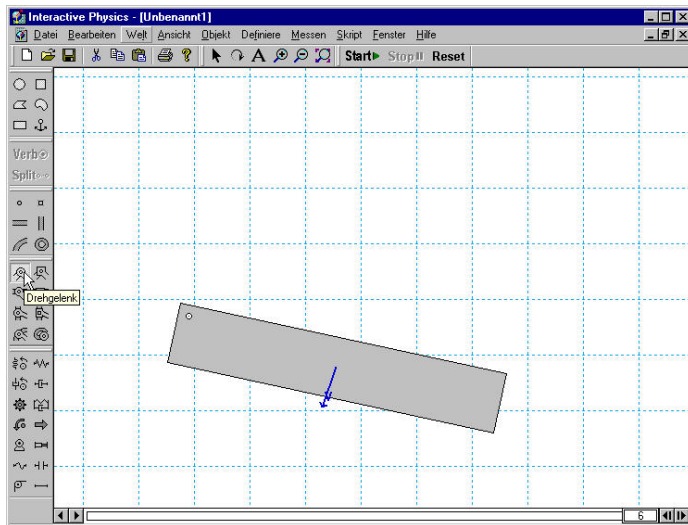 Interactive Physics - [Unbenannt1]
Datei Bearbeiten Welt Ansicht Objekt Definiere Messen Skript Fenster Hilfe
A Start Stop Reset
Verb
Split
Drehgelenk
V
6